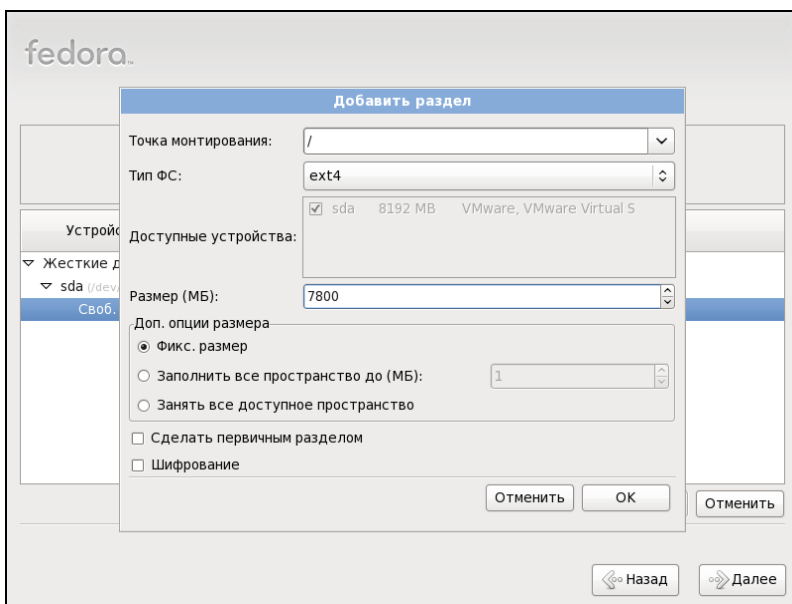 fedora
Добавить раздел
Точка монтирования: /
Тип ФС: ext4
sda 8192 MB VMware, VMware Virtual S
Доступные устройства:
Размер (МБ): 7800
Доп. опции размера
Фикс. размер
Заполнить все пространство до (МБ): 1
Занять все доступное пространство
Сделать первичным разделом
Шифрование
Отменить OK
Устройс
Жесткие д
sda (/dev/
Своб.
Отменить
Назад Далее